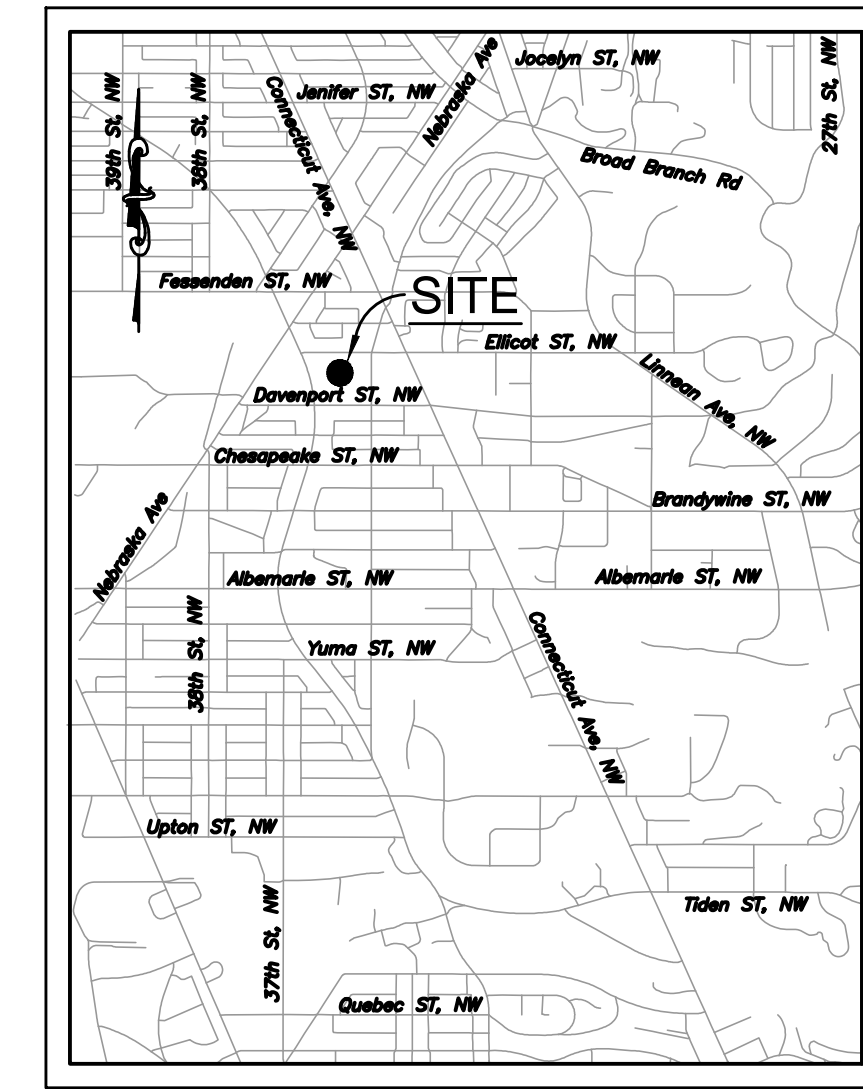 Jocelyn ST, NW
27th St, NW
Nebraska Ave
39th St, NW
38th St, NW
Connecticut Ave, NW
Jenifer ST, NW
Broad Branch Rd
Fessenden ST, NW
SITE
Ellicot ST, NW
Linnean Ave, NW
Davenport ST, NW
Chesapeake ST, NW
Brandywine ST, NW
Nebraska Ave
Albemarle ST, NW
Albemarle ST, NW
38th St, NW
Yuma ST, NW
Connecticut Ave, NW
Upton ST, NW
37th St, NW
Tiden ST, NW
Quebec ST, NW